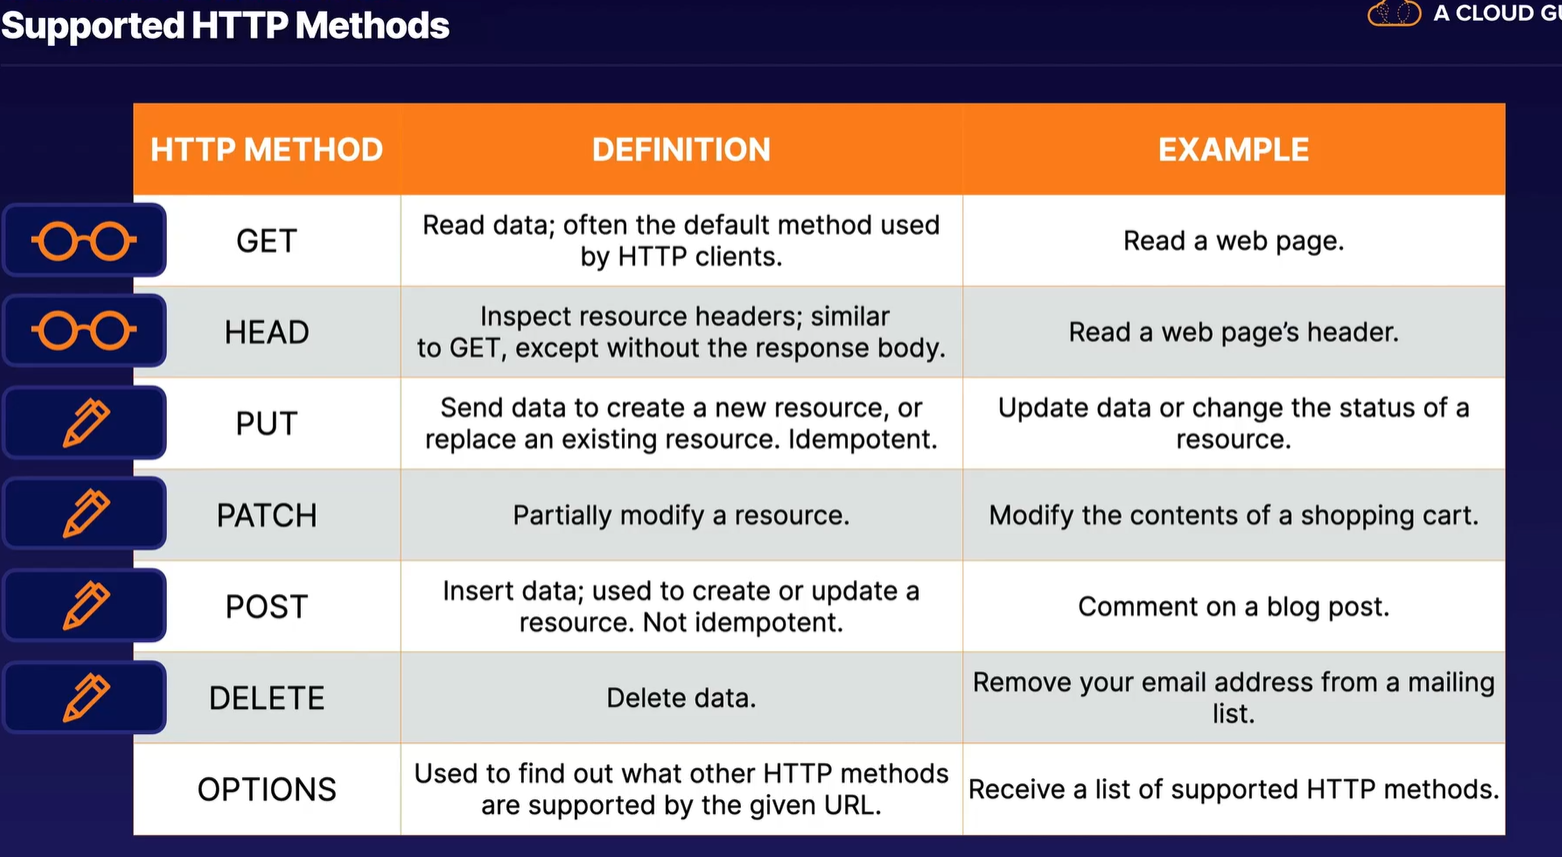 Supported HTTP Methods
A CLOUD GU
HTTP METHOD
DEFINITION
EXAMPLE
GET
Read data; often the default method used
by HTTP clients.
Read a web page.
HEAD
Inspect resource headers; similar
to GET, except without the response body.
Read a web page’s header.
PUT
Send data to create a new resource, or
replace an existing resource. Idempotent.
Update data or change the status of a
resource.
PATCH
Partially modify a resource.
Modify the contents of a shopping cart.
POST
Insert data; used to create or update a
resource. Not idempotent.
Comment on a blog post.
DELETE
Delete data.
Remove your email address from a mailing
list.
OPTIONS
Used to find out what other HTTP methods
are supported by the given URL.
Receive a list of supported HTTP methods.